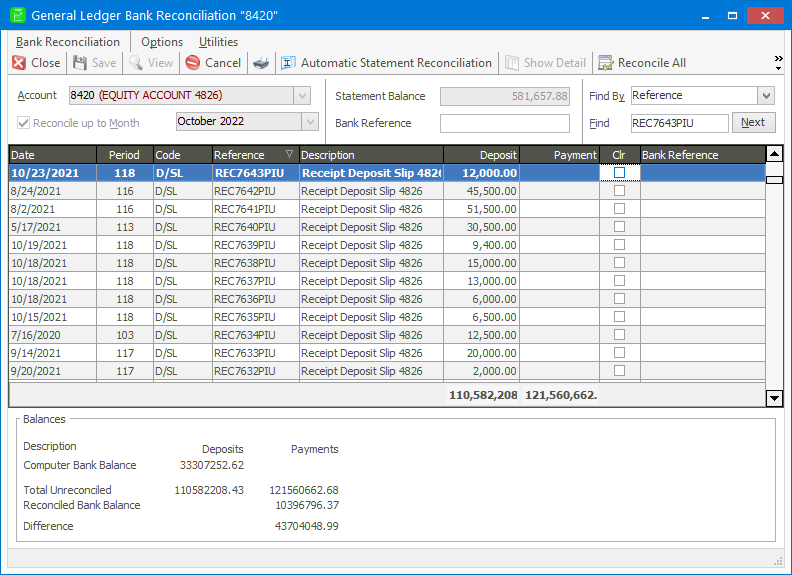 General Ledger Bank Reconciliation "8420"
Bank Reconciliation Options Utilities
Close Save View Cancel Automatic Statement Reconciliation Show Detail Reconcile All »
Account 8420 (EQUITY ACCOUNT 4826) Statement Balance 581,657.88 Find By Reference
Reconcile up to Month October 2022 Bank Reference Find REC7643PIU Next
Date Period Code Reference Description Deposit Payment Clr Bank Reference
10/23/2021 118 D/SL REC7643PIU Receipt Deposit Slip 4826 12,000.00
8/24/2021 116 D/SL REC7642PIU Receipt Deposit Slip 4826 45,500.00
8/2/2021 116 D/SL REC7641PIU Receipt Deposit Slip 4826 51,500.00
5/17/2021 113 D/SL REC7640PIU Receipt Deposit Slip 4826 30,500.00
10/19/2021 118 D/SL REC7639PIU Receipt Deposit Slip 4826 9,400.00
10/18/2021 118 D/SL REC7638PIU Receipt Deposit Slip 4826 15,000.00
10/18/2021 118 D/SL REC7637PIU Receipt Deposit Slip 4826 13,000.00
10/18/2021 118 D/SL REC7636PIU Receipt Deposit Slip 4826 6,000.00
10/15/2021 118 D/SL REC7635PIU Receipt Deposit Slip 4826 6,500.00
7/16/2020 103 D/SL REC7634PIU Receipt Deposit Slip 4826 12,500.00
9/14/2021 117 D/SL REC7633PIU Receipt Deposit Slip 4826 20,000.00
9/20/2021 117 D/SL REC7632PIU Receipt Deposit Slip 4826 2,000.00
110,582,208 121,560,662.
Balances
Description Deposits Payments
Computer Bank Balance 33307252.62
Total Unreconciled 110582208.43 121560662.68
Reconciled Bank Balance 10396796.37
Difference 43704048.99